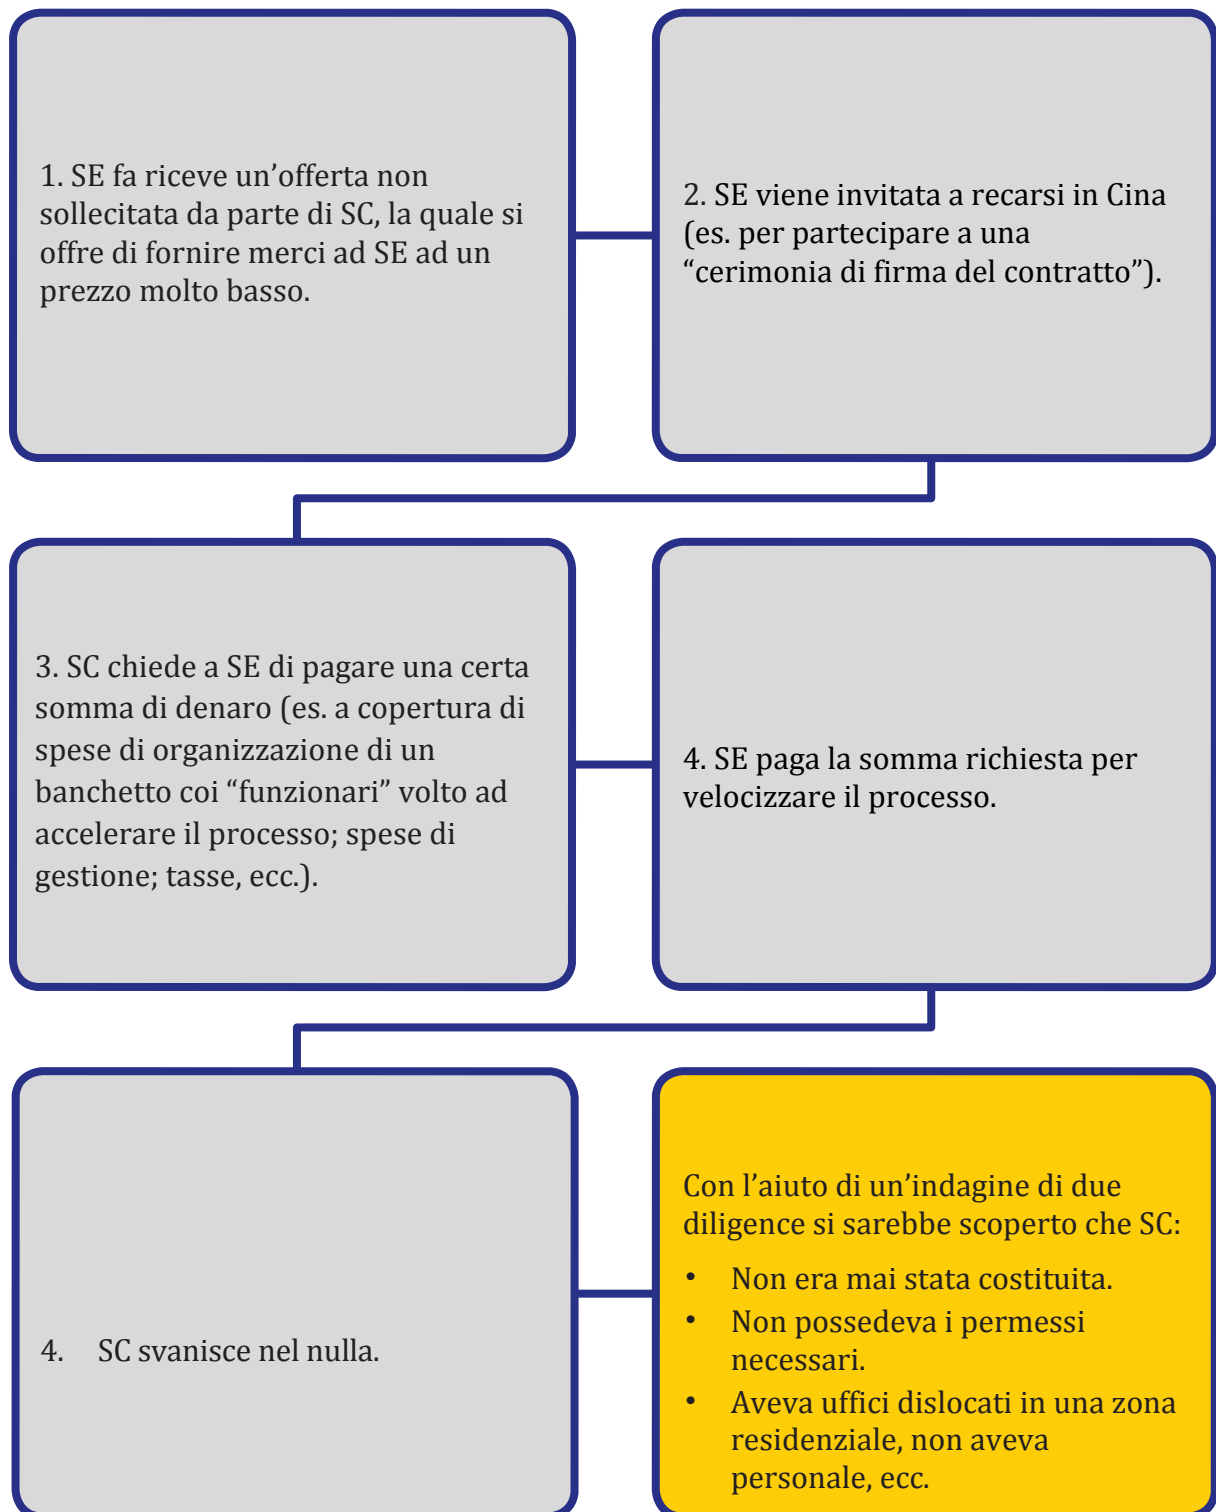 1. SE fa riceve un’offerta non
sollecitata da parte di SC, la quale si
offre di fornire merci ad SE ad un
prezzo molto basso.
2. SE viene invitata a recarsi in Cina
(es. per partecipare a una
“cerimonia di firma del contratto”).
3. SC chiede a SE di pagare una certa
somma di denaro (es. a copertura di
spese di organizzazione di un
banchetto coi “funzionari” volto ad
accelerare il processo; spese di
gestione; tasse, ecc.).
4. SE paga la somma richiesta per
velocizzare il processo.
4. SC svanisce nel nulla.
Con l’aiuto di un’indagine di due
diligence si sarebbe scoperto che SC:
• Non era mai stata costituita.
• Non possedeva i permessi
necessari.
• Aveva uffici dislocati in una zona
residenziale, non aveva
personale, ecc.